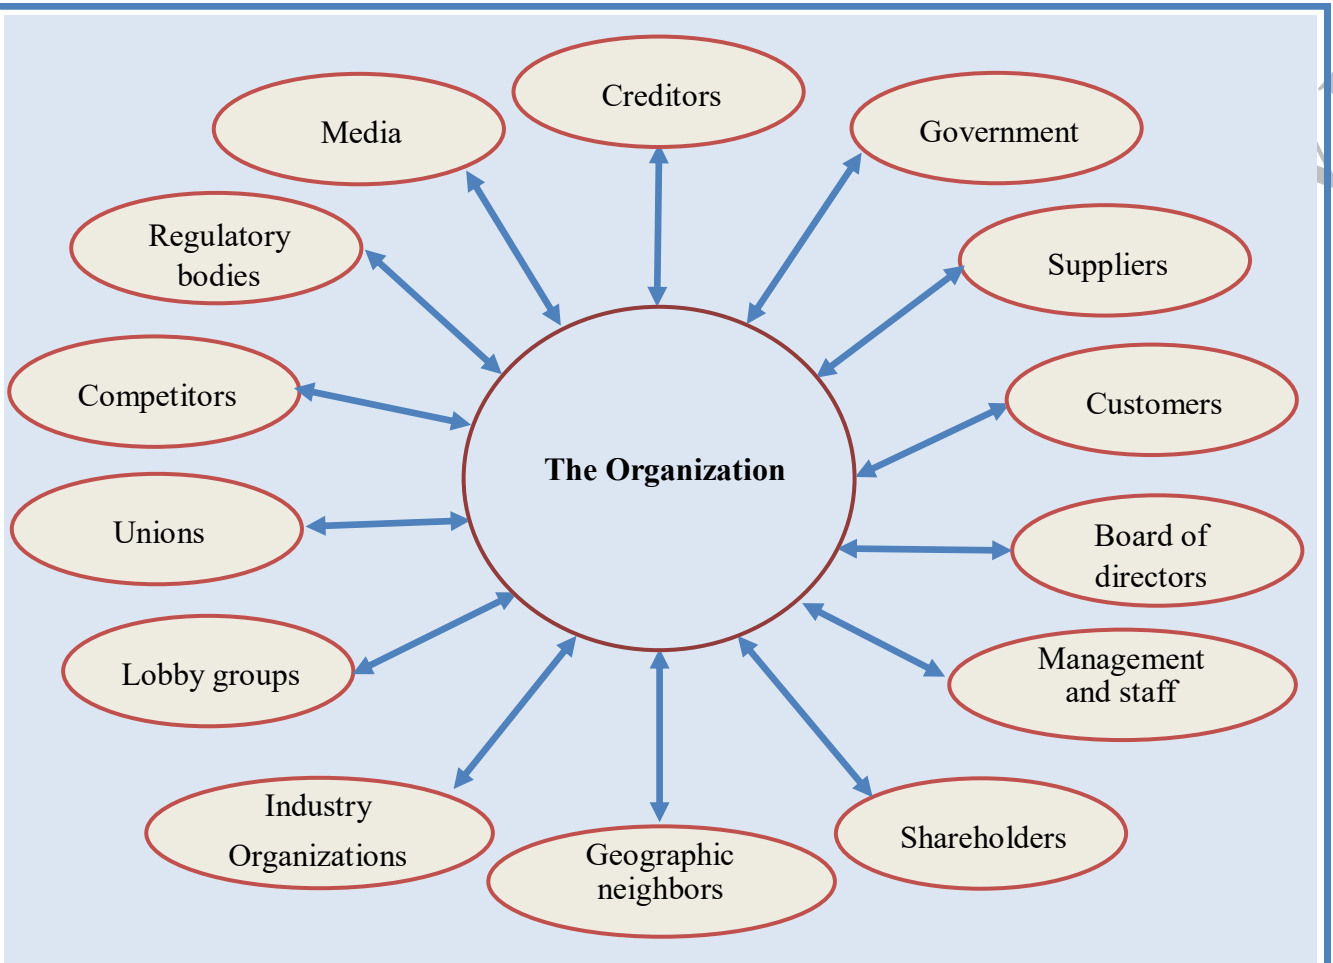 Creditors
Media
Government
Regulatory
bodies
Suppliers
Competitors
Customers
The Organization
Unions
Board of
directors
Lobby groups
Management
and staff
Industry
Organizations
Geographic
neighbors
Shareholders